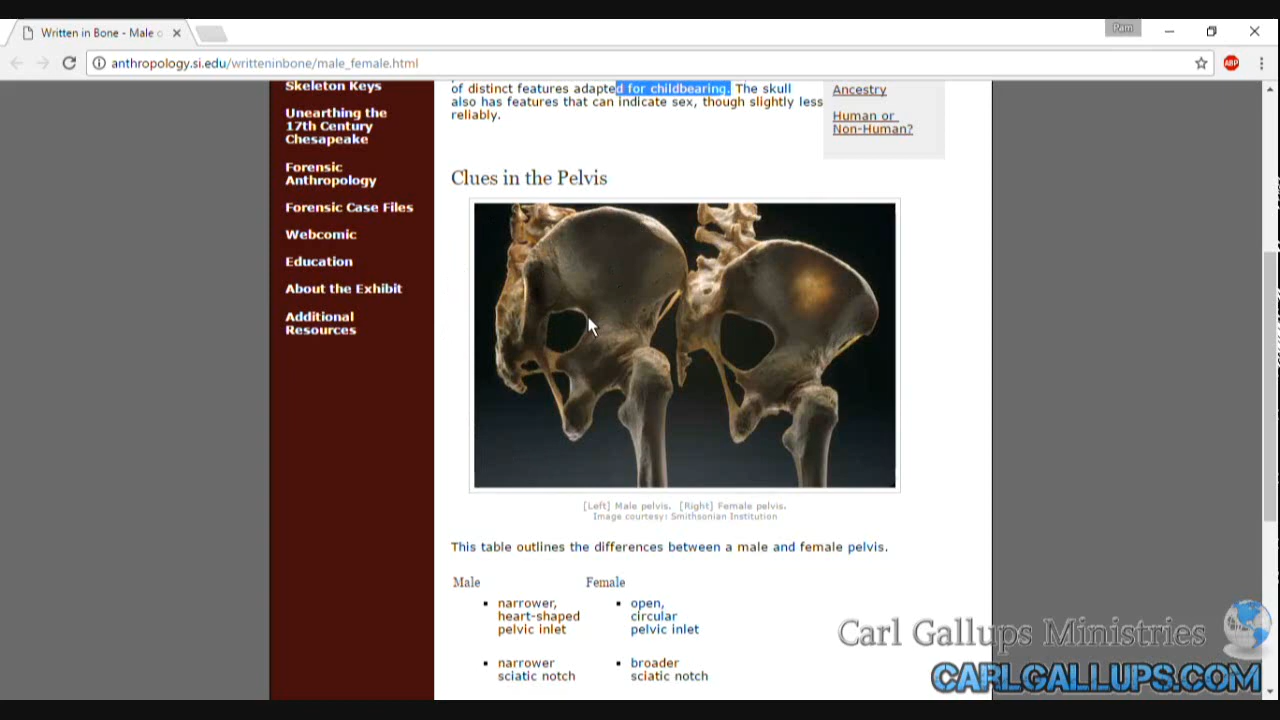 Written in Bone - Male
Pam
anthropology.si.edu/writteninbone/male_female.html
ABP
Skeleton Keys
Unearthing the
17th Century
Chesapeake
Forensic
Anthropology
Forensic Case Files
Webcomic
Education
About the Exhibit
Additional
Resources
of distinct features adapted for childbearing. The skull
also has features that can indicate sex, though slightly less
reliably.
Ancestry
Human or
Non-Human?
Clues in the Pelvis
[Left] Male pelvis. [Right] Female pelvis.
Image courtesy: Smithsonian Institution
This table outlines the differences between a male and female pelvis.
Male Female
narrower,
heart-shaped
pelvic inlet
open,
circular
pelvic inlet
narrower
sciatic notch
broader
sciatic notch
Carl Gallups Ministries
CARLGALLUPS.COM